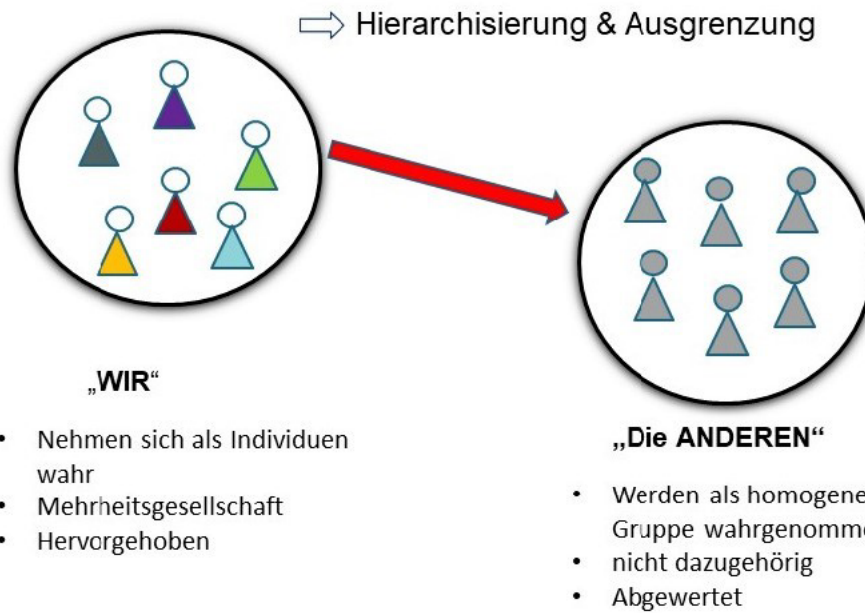 ⇨ Hierarchisierung & Ausgrenzung
„WIR“
• Nehmen sich als Individuen
wahr
• Mehrheitsgesellschaft
• Hervorgehoben
„Die ANDEREN“
• Werden als homogene
Gruppe wahrgenomme
• nicht dazugehörig
• Abgewertet